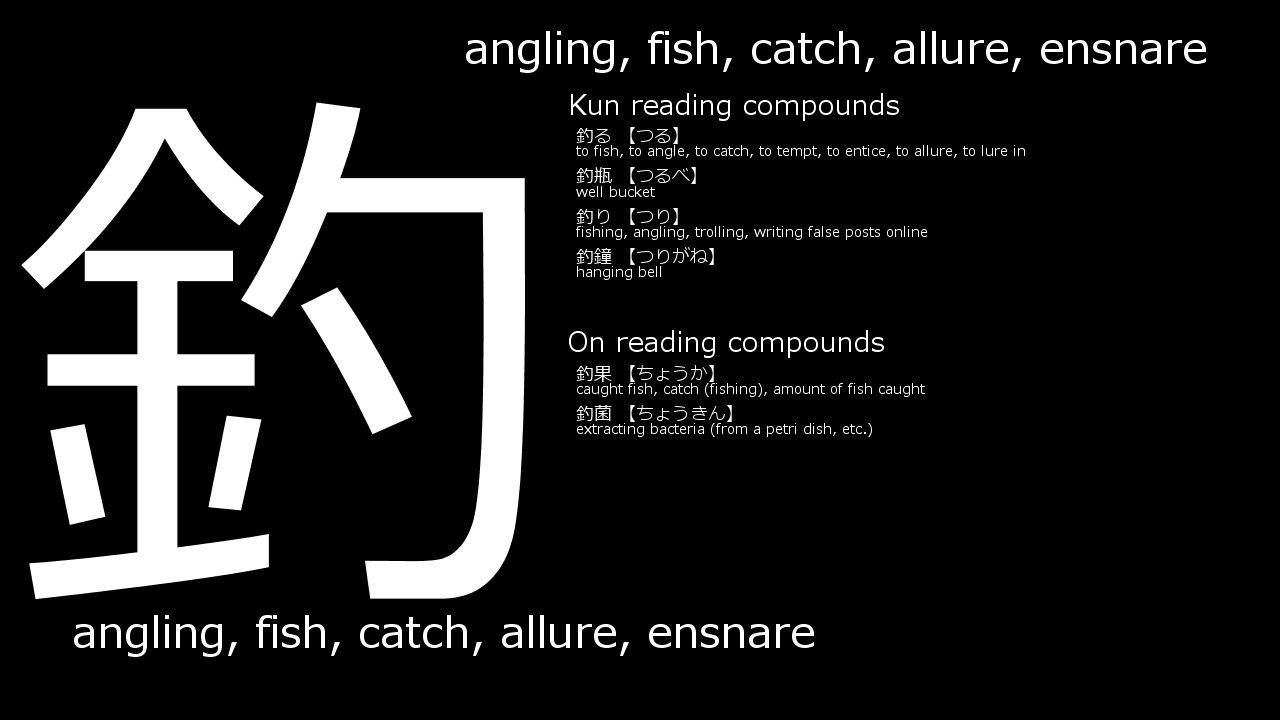 angling, fish, catch, allure, ensnare
釣
Kun reading compounds
釣る 【つる】
to fish, to angle, to catch, to tempt, to entice, to allure, to lure in
釣瓶 【つるべ】
well bucket
釣り 【つり】
fishing, angling, trolling, writing false posts online
釣鐘 【つりがね】
hanging bell
On reading compounds
釣果 【ちょうか】
caught fish, catch (fishing), amount of fish caught
釣菌 【ちょうきん】
extracting bacteria (from a petri dish, etc.)
angling, fish, catch, allure, ensnare